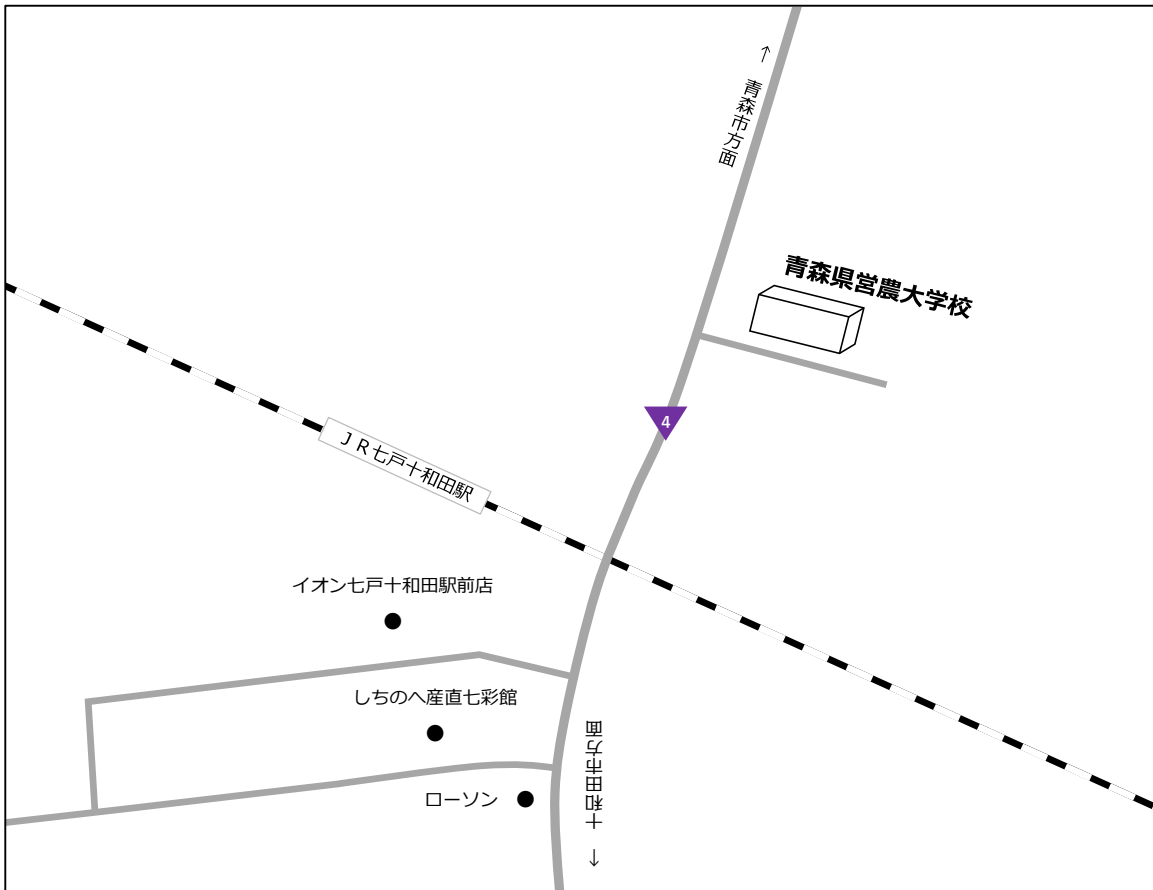 ↑ 青森市方面
青森県営農大学校
4
JR七戸十和田駅
イオン七戸十和田駅前店
しちのへ産直七彩館
ローソン
↓ 十和田市方面